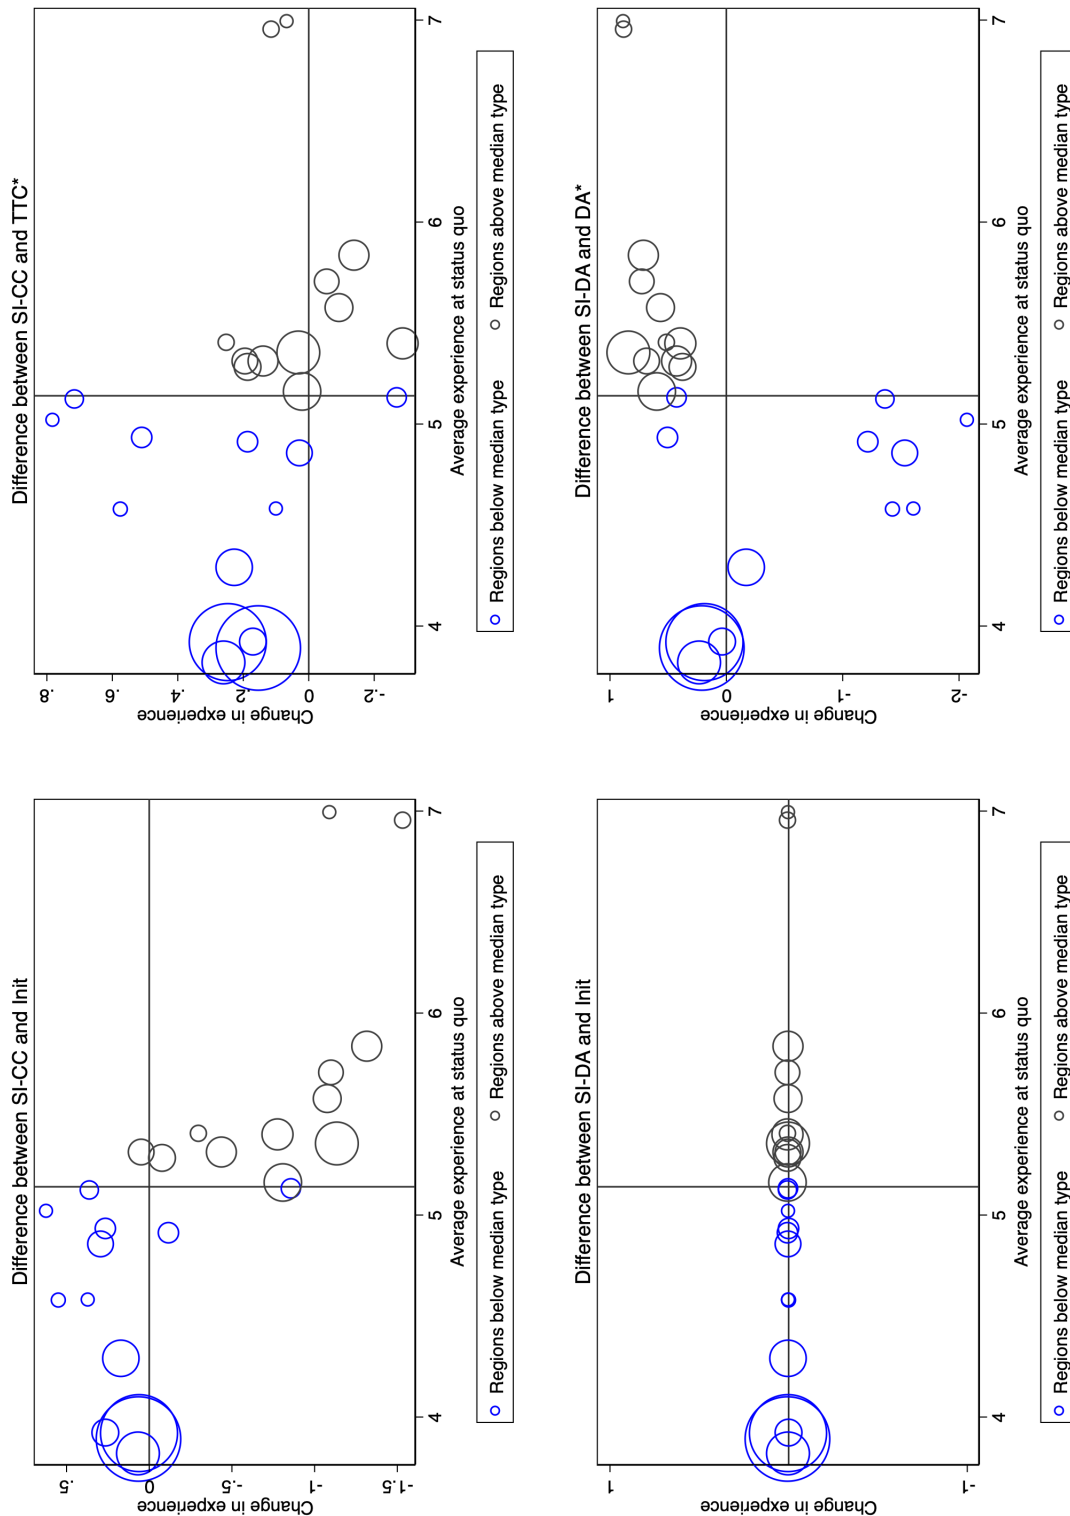 Difference between SI-CC and Init
Change in experience
.5
0
-.5
-1
-1.5
4 5 6 7
Average experience at status quo
Regions below median type Regions above median type
Difference between SI-CC and TTC*
Change in experience
.8
.6
.4
.2
0
-.2
4 5 6 7
Average experience at status quo
Regions below median type Regions above median type
Difference between SI-DA and Init
Change in experience
1
-1
4 5 6 7
Average experience at status quo
Regions below median type Regions above median type
Difference between SI-DA and DA*
Change in experience
1
0
-1
-2
4 5 6 7
Average experience at status quo
Regions below median type Regions above median type